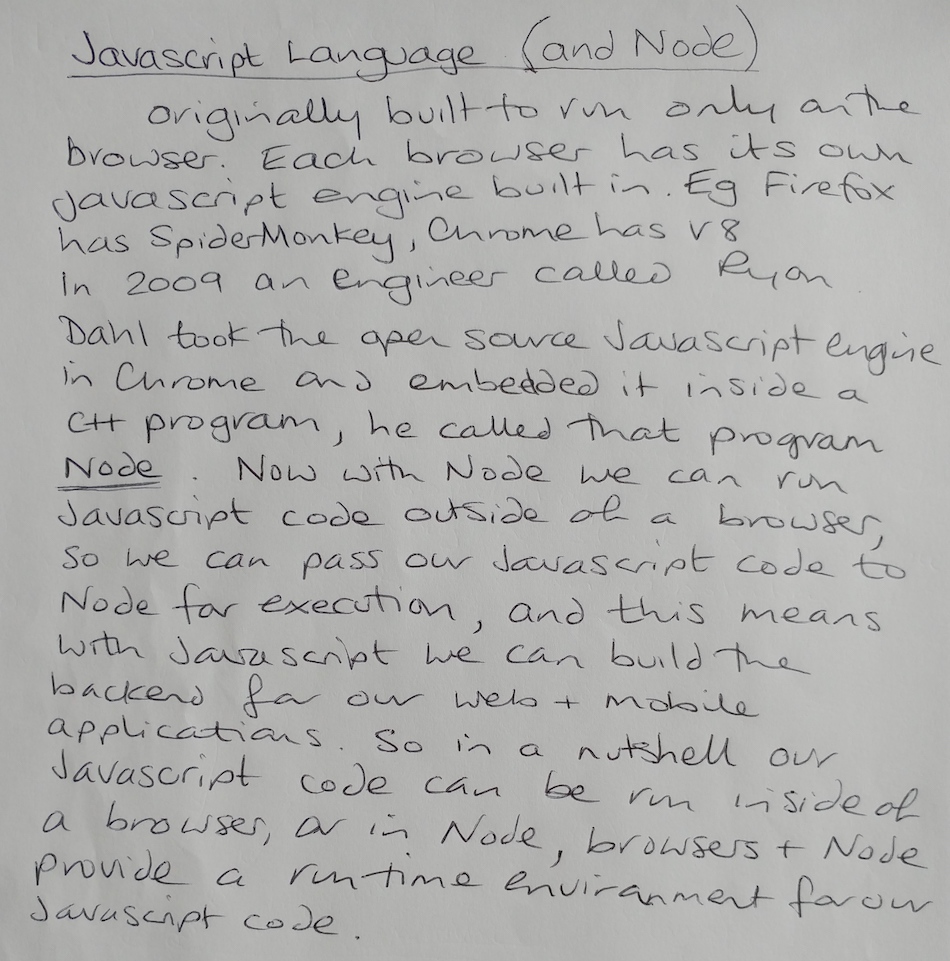 Javascript Language (and Node)
originally built to run only on the
browser. Each browser has its own
javascript engine built in. Eg Firefox
has SpiderMonkey, Chrome has V8
In 2009 an engineer called Ryan
Dahl took the open source Javascript engine
in Chrome and embedded it inside a
C++ program, he called that program
Node. Now with Node we can run
Javascript code outside of a browser,
so we can pass our Javascript code to
Node for execution, and this means
with Javascript we can build the
backend for our web + mobile
applications. So in a nutshell our
Javascript code can be run inside of
a browser, or in Node, browsers + Node
provide a runtime environment for our
Javascript code.